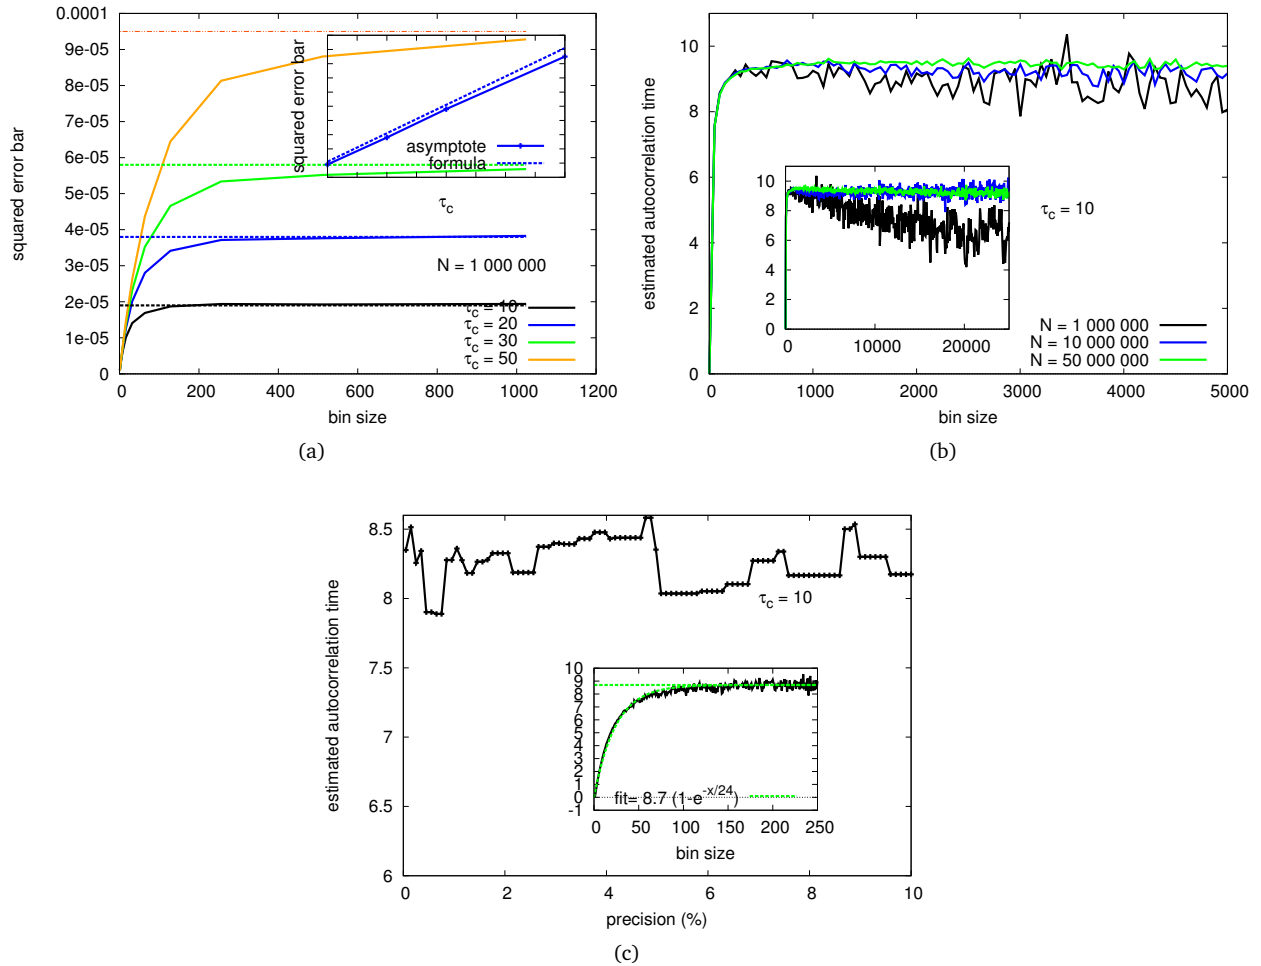 0.0001
9e-05
8e-05
7e-05
6e-05
5e-05
4e-05
3e-05
2e-05
1e-05
0
0 200 400 600 800 1000 1200
squared error bar
bin size
squared error bar
asymptote
formula
τc
N = 1 000 000
τc = 10
τc = 20
τc = 30
τc = 50
(a)
10
8
6
4
2
0
0 1000 2000 3000 4000 5000
estimated autocorrelation time
bin size
10
8
6
4
2
0
0 10000 20000
τc = 10
N = 1 000 000
N = 10 000 000
N = 50 000 000
(b)
8.5
8
7.5
7
6.5
6
0 2 4 6 8 10
estimated autocorrelation time
precision (%)
τc = 10
10
9
8
7
6
5
4
3
2
1
0
-1
0 50 100 150 200 250
fit= 8.7 (1-e^-x/24)
bin size
(c)